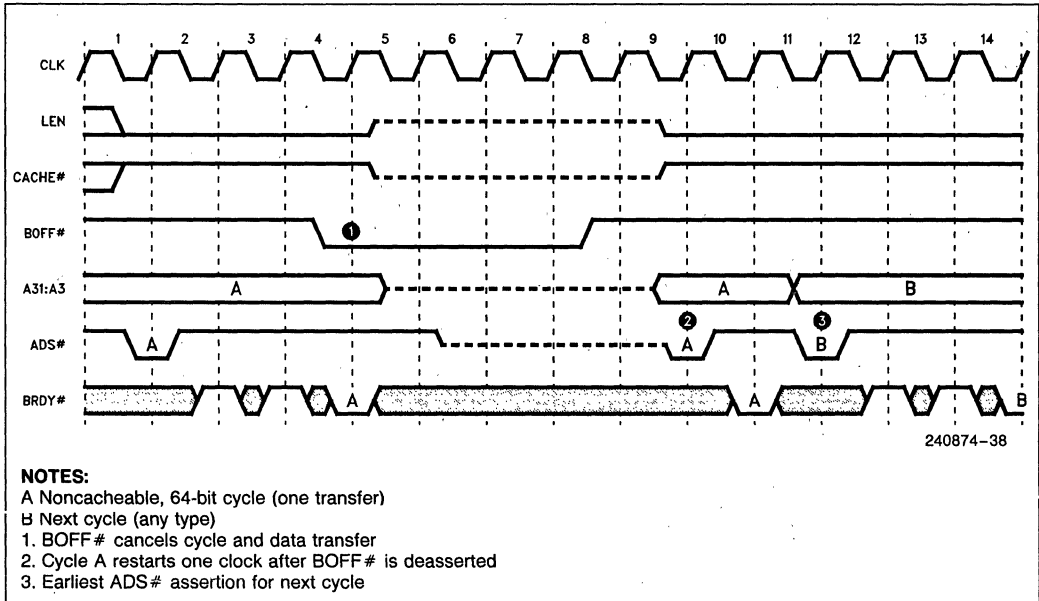 1 2 3 4 5 6 7 8 9 10 11 12 13 14
CLK
LEN
CACHE#
BOFF# 1
A31:A3 A A B
2 3
ADS# A A B
BRDY# A A B
240874–38
NOTES:
A Noncacheable, 64-bit cycle (one transfer)
B Next cycle (any type)
1. BOFF# cancels cycle and data transfer
2. Cycle A restarts one clock after BOFF# is deasserted
3. Earliest ADS# assertion for next cycle